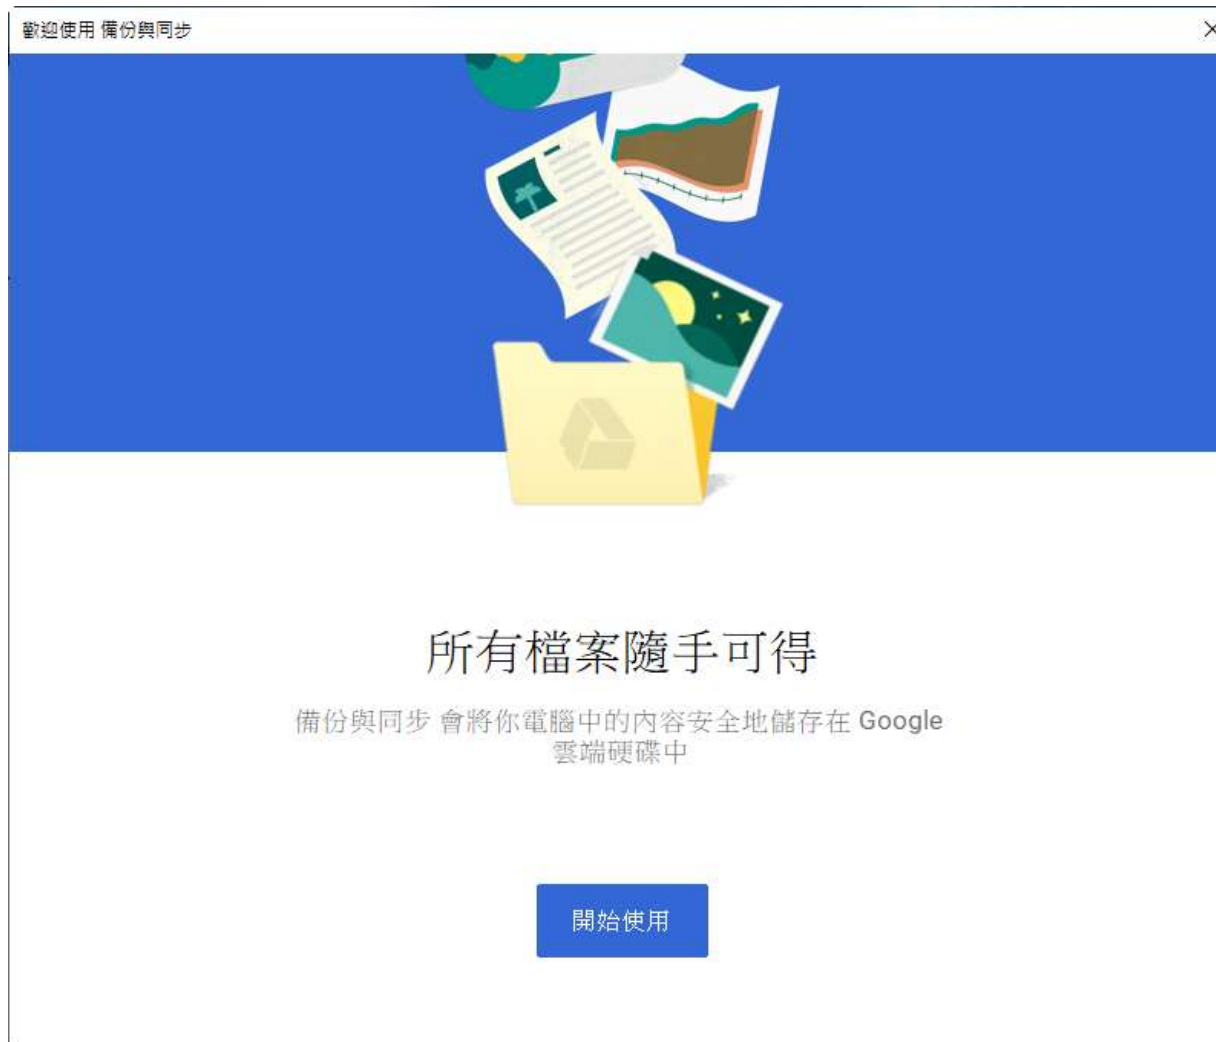 歡迎使用 備份與同步
所有檔案隨手可得
備份與同步 會將你電腦中的內容安全地儲存在 Google
雲端硬碟中
開始使用